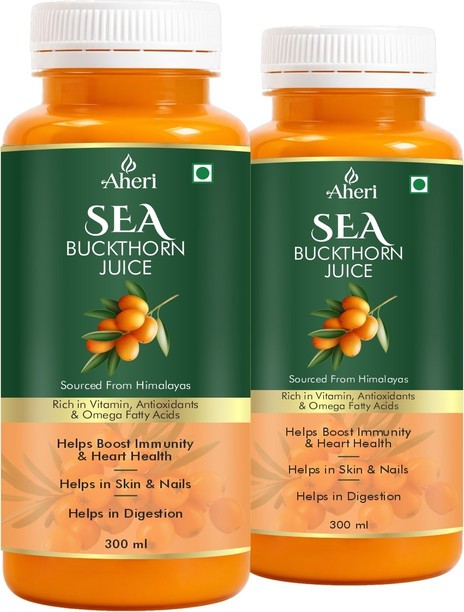 Aheri
SEA
BUCKTHORN
JUICE
Sourced From Himalayas
Rich in Vitamin, Antioxidants
& Omega Fatty Acids
Helps Boost Immunity
& Heart Health
Helps in Skin & Nails
Helps in Digestion
300 ml
Aheri
SEA
BUCKTHORN
JUICE
Sourced From Himalayas
Rich in Vitamin, Antioxidants
& Omega Fatty Acids
Helps Boost Immunity
& Heart Health
Helps in Skin & Nails
Helps in Digestion
300 ml